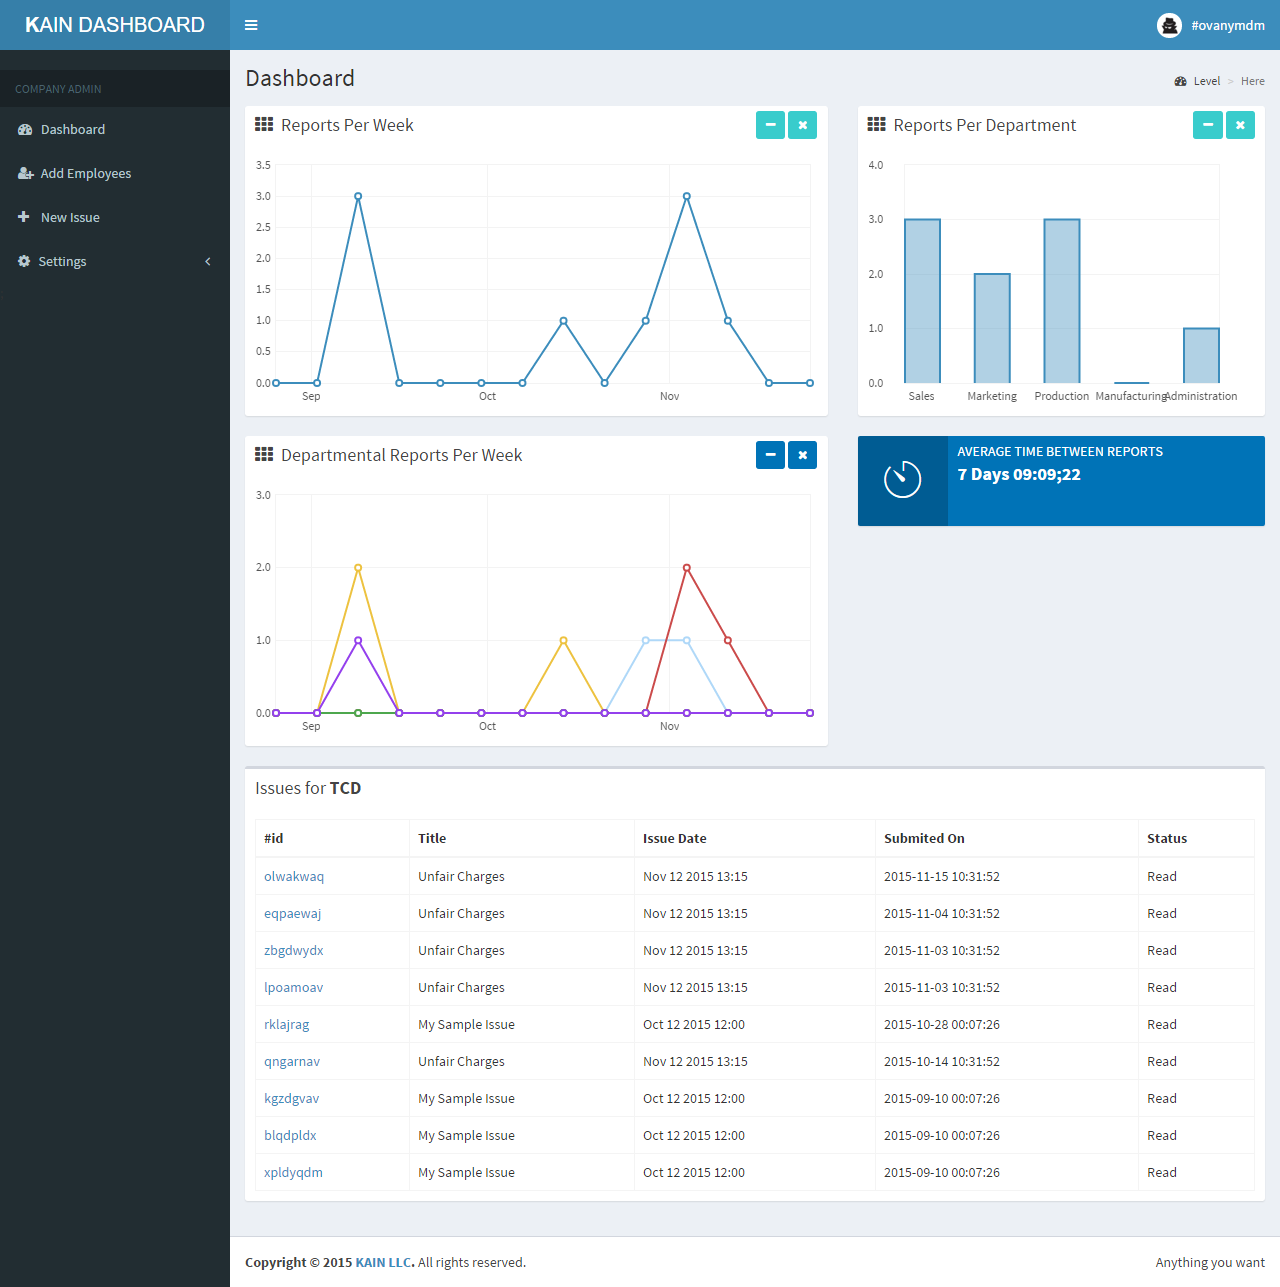 KAIN DASHBOARD
#ovanymdm
COMPANY ADMIN
Dashboard
Add Employees
New Issue
Settings
Dashboard
Level > Here
Reports Per Week
3.5
3.0
2.5
2.0
1.5
1.0
0.5
0.0
Sep Oct Nov
Reports Per Department
4.0
3.0
2.0
1.0
0.0
Sales Marketing Production Manufacturing Administration
Departmental Reports Per Week
3.0
2.0
1.0
0.0
Sep Oct Nov
AVERAGE TIME BETWEEN REPORTS
7 Days 09:09;22
Issues for TCD
#id Title Issue Date Submited On Status
olwakwaq Unfair Charges Nov 12 2015 13:15 2015-11-15 10:31:52 Read
eqpaewaj Unfair Charges Nov 12 2015 13:15 2015-11-04 10:31:52 Read
zbgdwydx Unfair Charges Nov 12 2015 13:15 2015-11-03 10:31:52 Read
lpoamoav Unfair Charges Nov 12 2015 13:15 2015-11-03 10:31:52 Read
rklajrag My Sample Issue Oct 12 2015 12:00 2015-10-28 00:07:26 Read
qngarnav Unfair Charges Nov 12 2015 13:15 2015-10-14 10:31:52 Read
kgzdgvav My Sample Issue Oct 12 2015 12:00 2015-09-10 00:07:26 Read
blqdpldx My Sample Issue Oct 12 2015 12:00 2015-09-10 00:07:26 Read
xpldyqdm My Sample Issue Oct 12 2015 12:00 2015-09-10 00:07:26 Read
Copyright © 2015 KAIN LLC. All rights reserved.
Anything you want